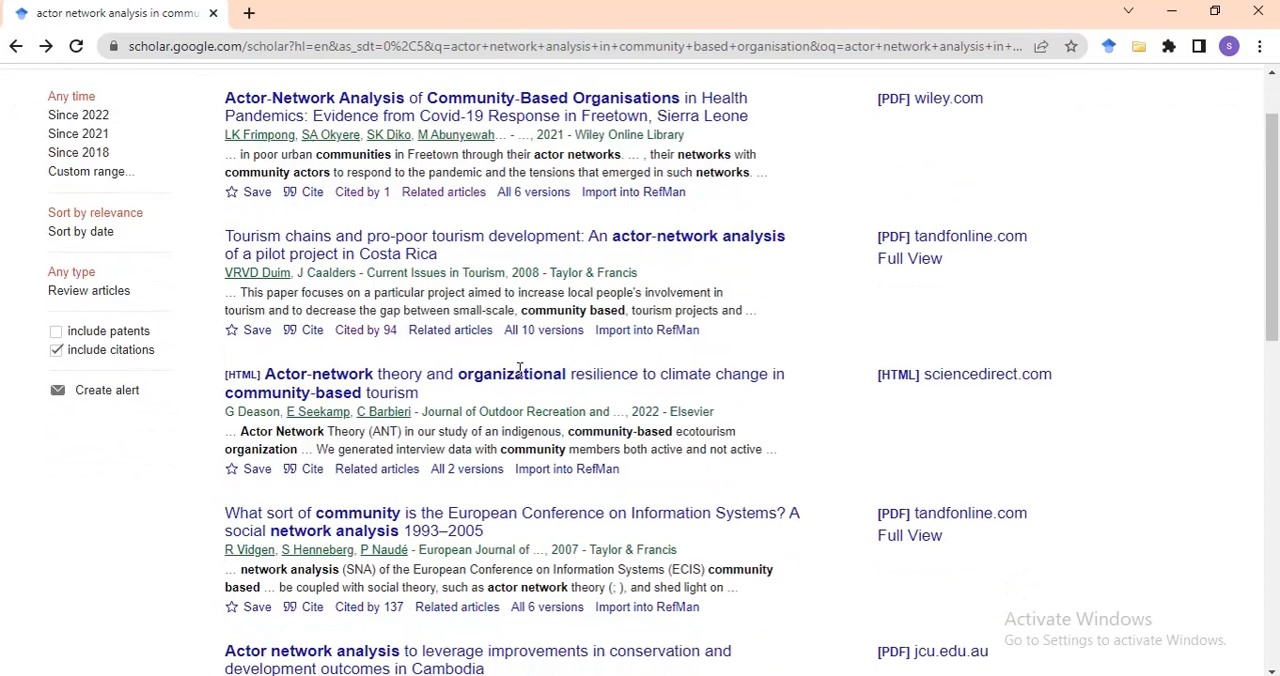 actor network analysis in commu
scholar.google.com/scholar?hl=en&as_sdt=0%2C5&q=actor+network+analysis+in+community+based+organisation&oq=actor+network+analysis+in+...
S
Any time
Since 2022
Since 2021
Since 2018
Custom range...
Sort by relevance
Sort by date
Any type
Review articles
include patents
include citations
Create alert
Actor-Network Analysis of Community-Based Organisations in Health
Pandemics: Evidence from Covid-19 Response in Freetown, Sierra Leone
LK Frimpong, SA Okyere, SK Diko, M Abunyewah... - ..., 2021 - Wiley Online Library
... in poor urban communities in Freetown through their actor networks. ... , their networks with
community actors to respond to the pandemic and the tensions that emerged in such networks. ...
Save Cite Cited by 1 Related articles All 6 versions Import into RefMan
[PDF] wiley.com
Tourism chains and pro-poor tourism development: An actor-network analysis
of a pilot project in Costa Rica
VRVD Duim, J Caalders - Current Issues in Tourism, 2008 - Taylor & Francis
... This paper focuses on a particular project aimed to increase local people's involvement in
tourism and to decrease the gap between small-scale, community based, tourism projects and ...
Save Cite Cited by 94 Related articles All 10 versions Import into RefMan
[PDF] tandfonline.com
Full View
[HTML] Actor-network theory and organizational resilience to climate change in
community-based tourism
G Deason, E Seekamp, C Barbieri - Journal of Outdoor Recreation and ..., 2022 - Elsevier
... Actor Network Theory (ANT) in our study of an indigenous, community-based ecotourism
organization ... We generated interview data with community members both active and not active ...
Save Cite Related articles All 2 versions Import into RefMan
[HTML] sciencedirect.com
What sort of community is the European Conference on Information Systems? A
social network analysis 1993–2005
R Vidgen, S Henneberg, P Naudé - European Journal of ..., 2007 - Taylor & Francis
... network analysis (SNA) of the European Conference on Information Systems (ECIS) community
based ... be coupled with social theory, such as actor network theory (; ), and shed light on ...
Save Cite Cited by 137 Related articles All 6 versions Import into RefMan
[PDF] tandfonline.com
Full View
Actor network analysis to leverage improvements in conservation and
development outcomes in Cambodia
[PDF] jcu.edu.au
Activate Windows
Go to Settings to activate Windows.